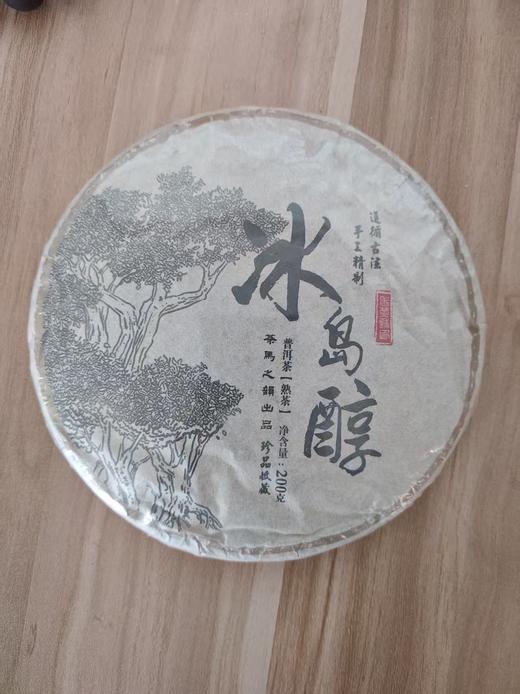 遵循古法
手工精制
冰岛醇
普洱茶【熟茶】净含量:200克
茶馬之韻出品 珍品收藏